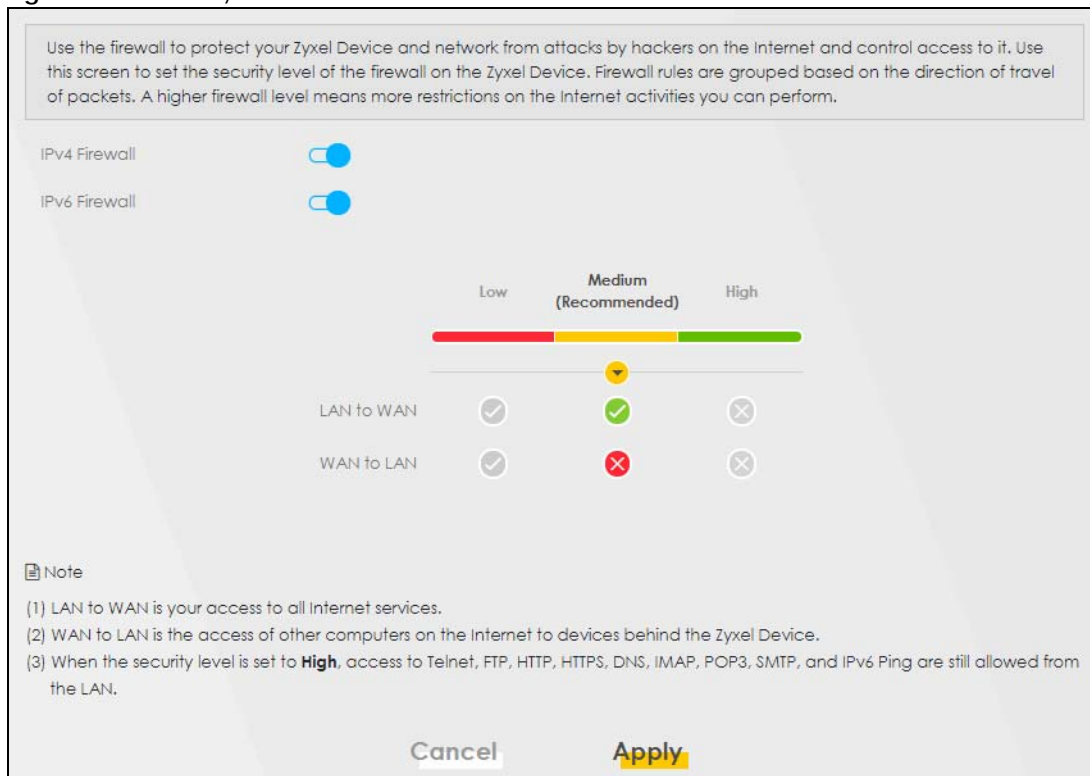 Use the firewall to protect your Zyxel Device and network from attacks by hackers on the Internet and control access to it. Use
this screen to set the security level of the firewall on the Zyxel Device. Firewall rules are grouped based on the direction of travel
of packets. A higher firewall level means more restrictions on the Internet activities you can perform.
IPv4 Firewall
IPv6 Firewall
Low Medium (Recommended) High
LAN to WAN
WAN to LAN
Note
(1) LAN to WAN is your access to all Internet services.
(2) WAN to LAN is the access of other computers on the Internet to devices behind the Zyxel Device.
(3) When the security level is set to High, access to Telnet, FTP, HTTP, HTTPS, DNS, IMAP, POP3, SMTP, and IPv6 Ping are still allowed from
the LAN.
Cancel Apply